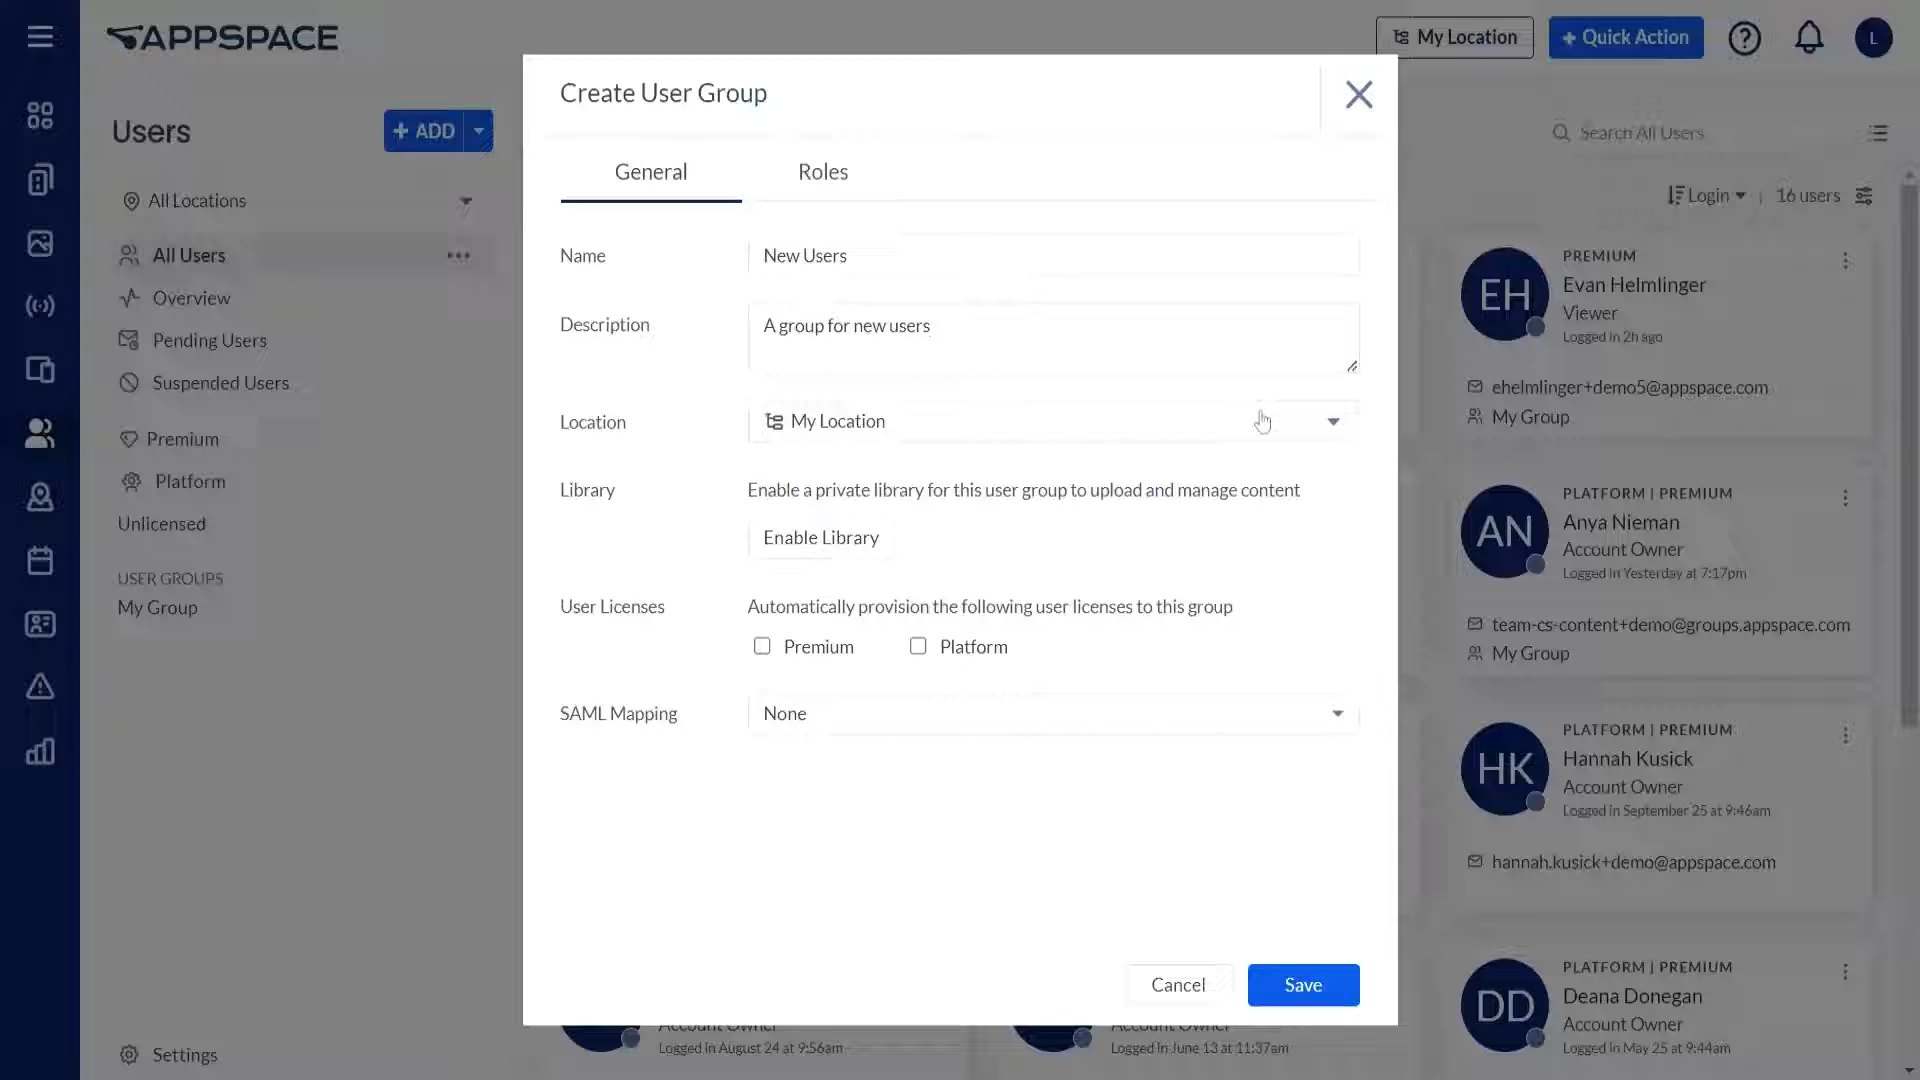 APPSPACE
My Location
+ Quick Action
L
Users
+ ADD
All Locations
All Users
Overview
Pending Users
Suspended Users
Premium
Platform
Unlicensed
USER GROUPS
My Group
Settings
Create User Group
General
Roles
Name
New Users
Description
A group for new users
Location
My Location
Library
Enable a private library for this user group to upload and manage content
Enable Library
User Licenses
Automatically provision the following user licenses to this group
Premium
Platform
SAML Mapping
None
Cancel
Save
Search All Users
Login
16 users
EH
PREMIUM
Evan Helmlinger
Viewer
Logged in 2h ago
ehelmlinger+demo5@appspace.com
My Group
AN
PLATFORM | PREMIUM
Anya Nieman
Account Owner
Logged in Yesterday at 7:17pm
team-cs-content+demo@groups.appspace.com
My Group
HK
PLATFORM | PREMIUM
Hannah Kusick
Account Owner
Logged in September 25 at 9:46am
hannah.kusick+demo@appspace.com
DD
PLATFORM | PREMIUM
Deana Donegan
Account Owner
Logged in May 25 at 9:44am
Account Owner
Logged in August 24 at 9:56am
Account Owner
Logged in June 13 at 11:37am